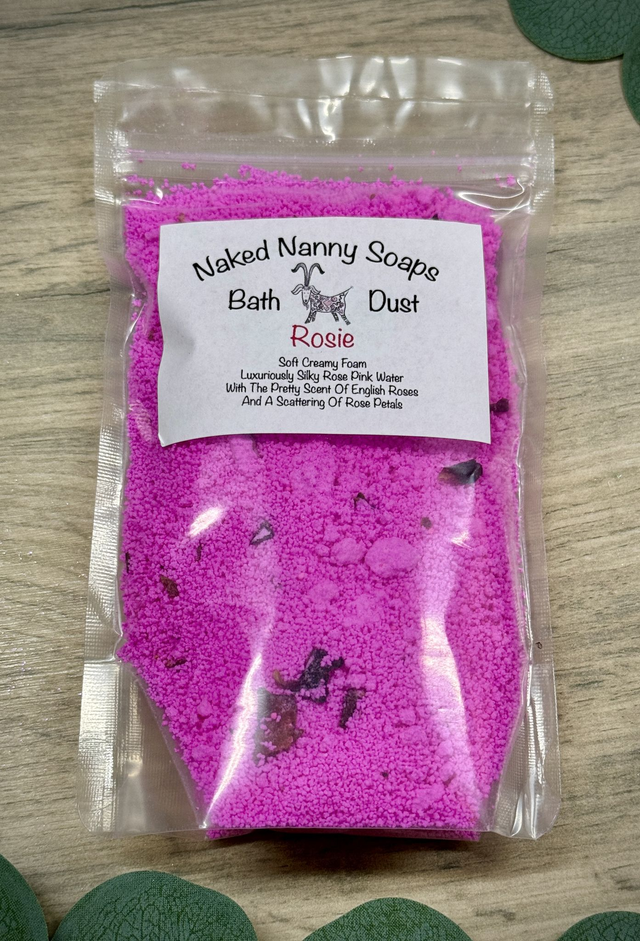 Naked Nanny Soaps
Bath Dust
Rosie
Soft Creamy Foam
Luxuriously Silky Rose Pink Water
With The Pretty Scent Of English Roses
And A Scattering Of Rose Petals